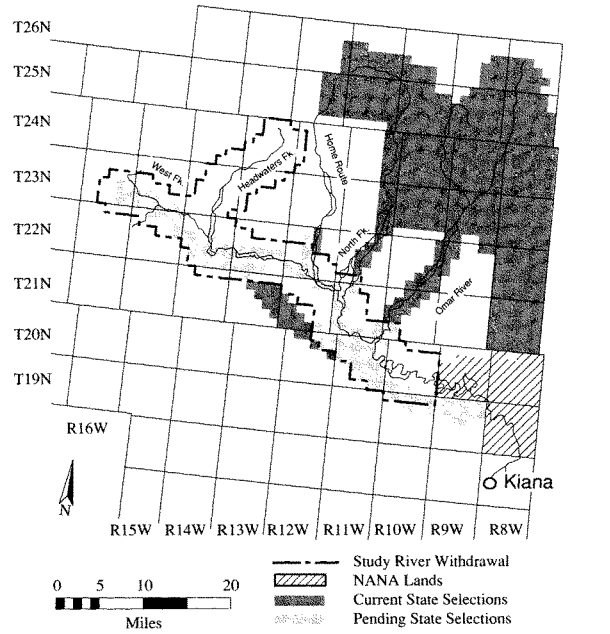 T26N
T25N
T24N
T23N
T22N
T21N
T20N
T19N
West Fk.
Headwaters Fk
Home Route
North Fk.
Omar River
R16W
Kiana
N
R15W R14W R13W R12W R11W R10W R9W R8W
0 5 10 20
Miles
Study River Withdrawal
NANA Lands
Current State Selections
Pending State Selections